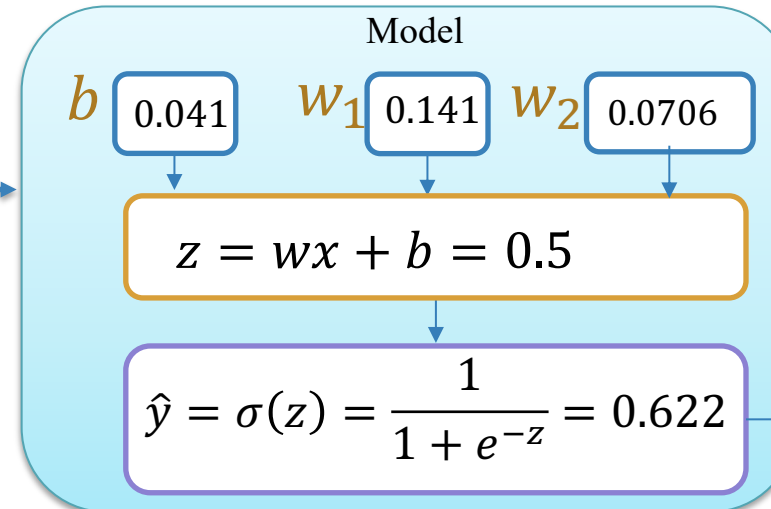 Model
b 0.041 w₁ 0.141 w₂ 0.0706
z = wx + b = 0.5
ŷ = σ(z) = 1 / (1 + e⁻ᶻ) = 0.622